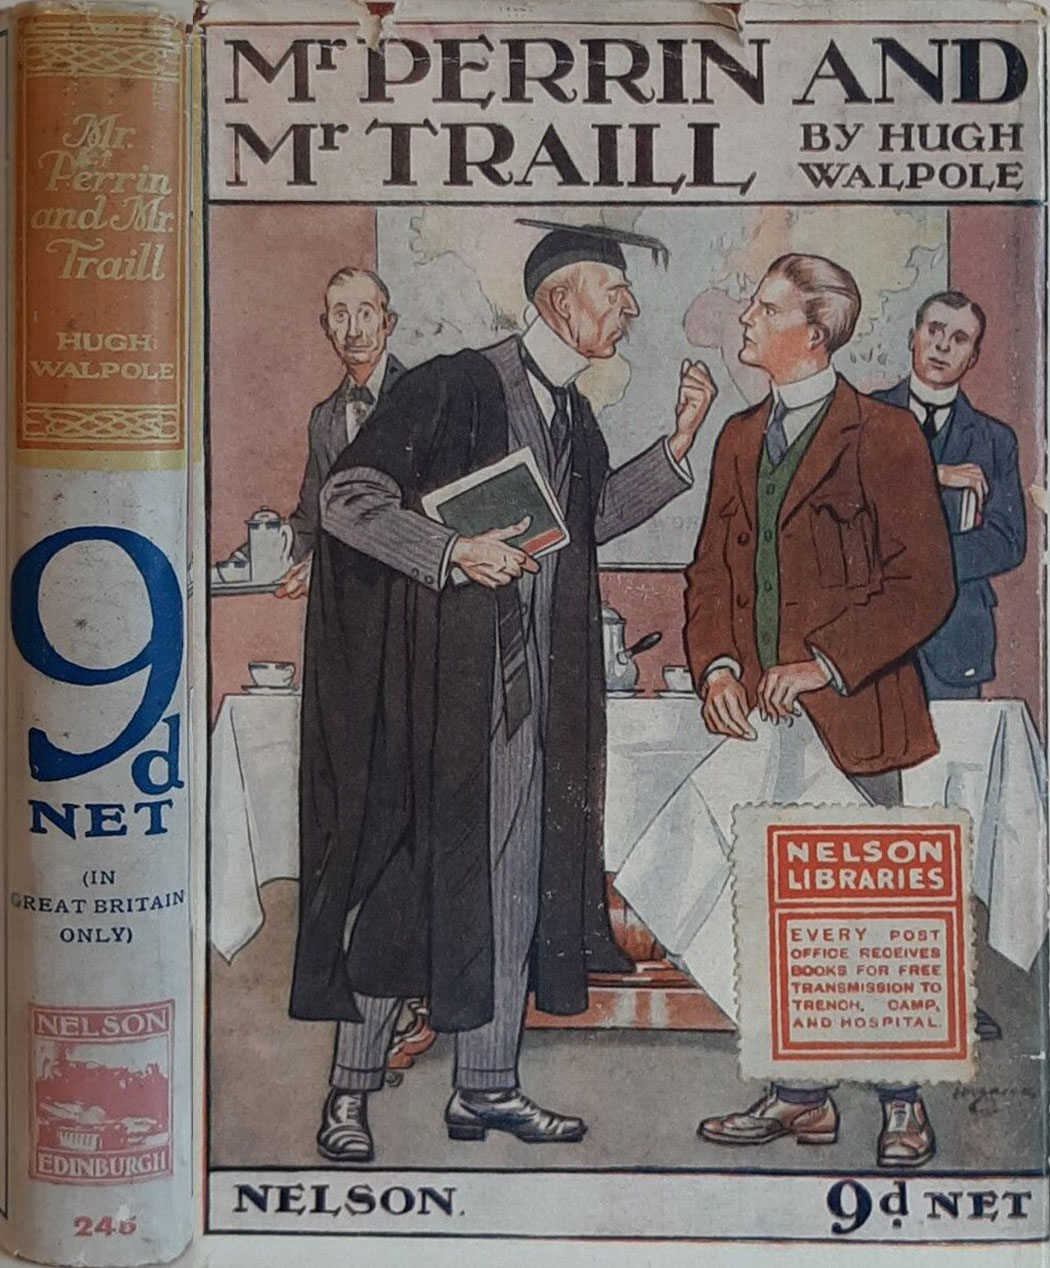 Mr.
Perrin
and Mr.
Traill
HUGH
WALPOLE
9d
NET
(IN
GREAT BRITAIN
ONLY)
NELSON
EDINBURGH
Mr PERRIN AND
Mr TRAILL
BY HUGH
WALPOLE
NELSON
LIBRARIES
EVERY POST
OFFICE RECEIVES
BOOKS FOR FREE
TRANSMISSION TO
TRENCH, CAMP,
AND HOSPITAL.
NELSON.
9d NET